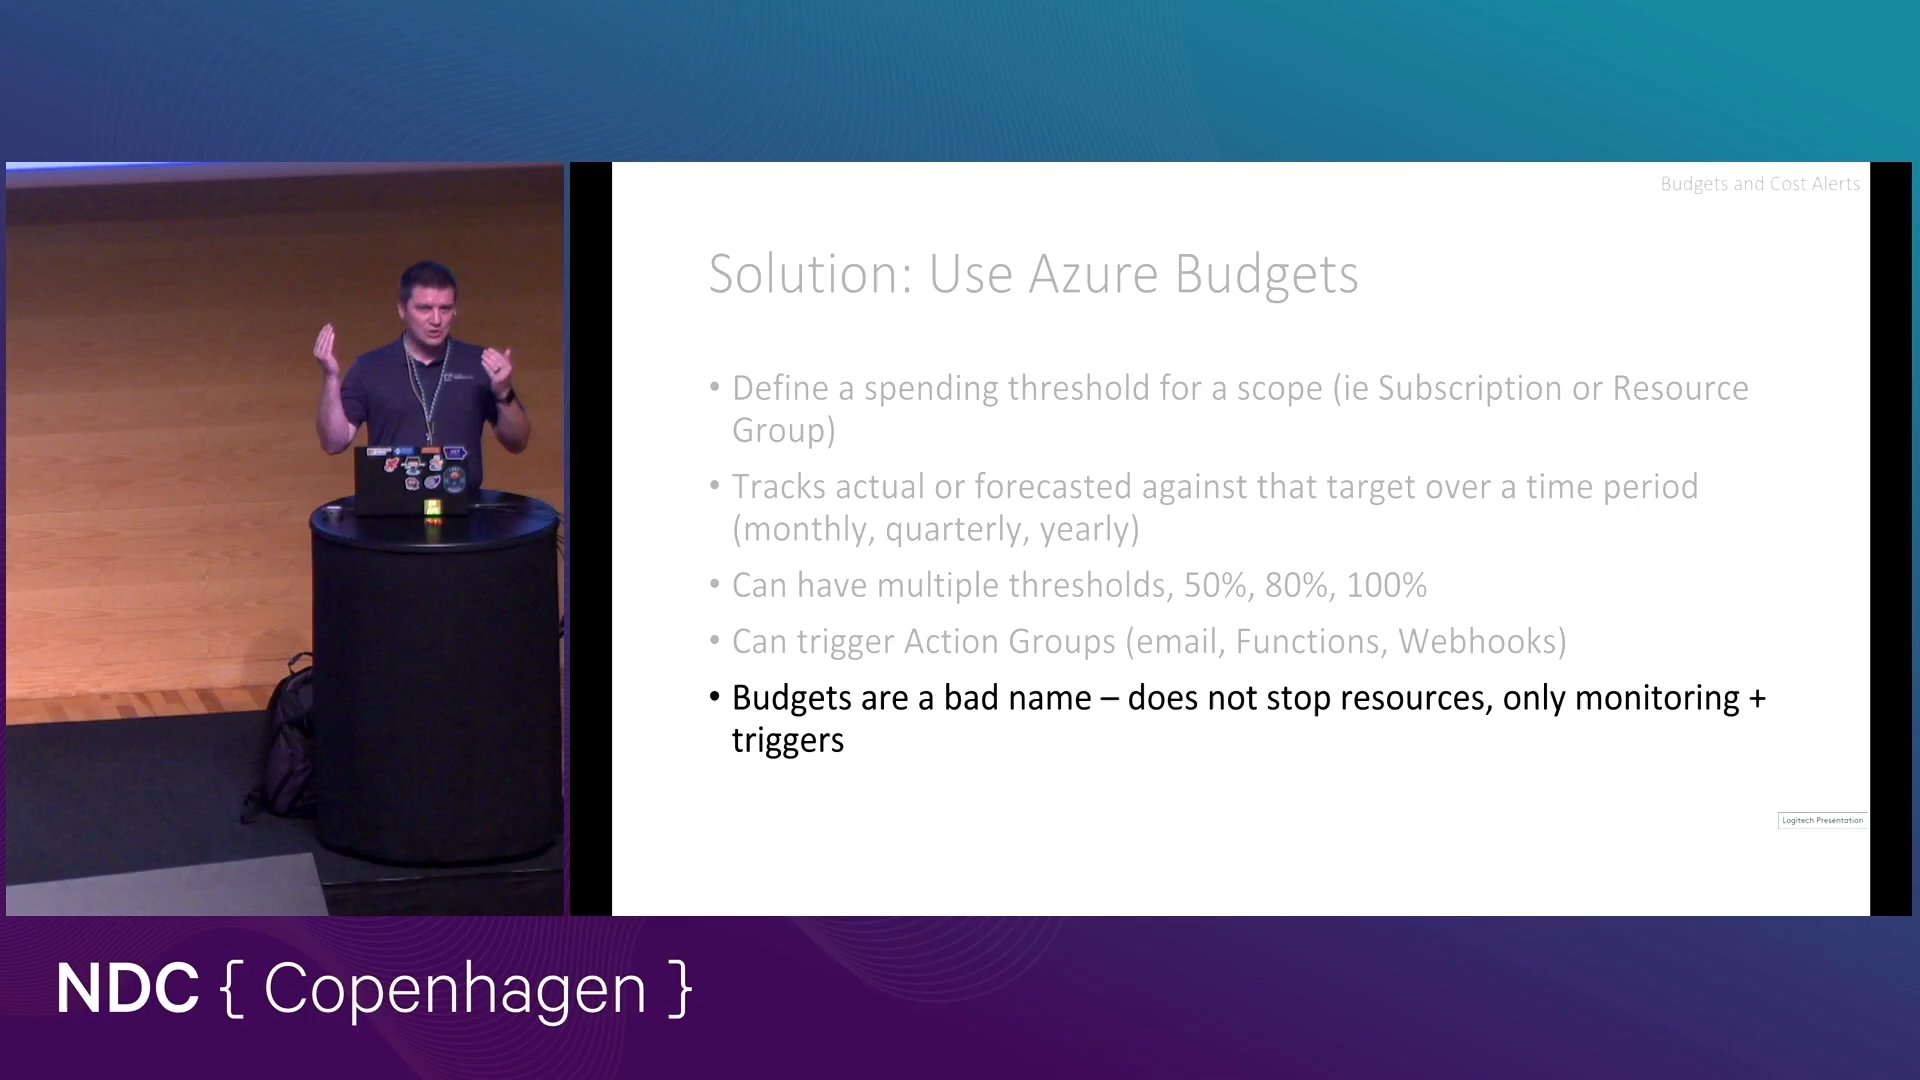 Budgets and Cost Alerts
Solution: Use Azure Budgets
• Define a spending threshold for a scope (ie Subscription or Resource
Group)
• Tracks actual or forecasted against that target over a time period
(monthly, quarterly, yearly)
• Can have multiple thresholds, 50%, 80%, 100%
• Can trigger Action Groups (email, Functions, Webhooks)
• Budgets are a bad name – does not stop resources, only monitoring +
triggers
Logitech Presentation
NDC { Copenhagen }